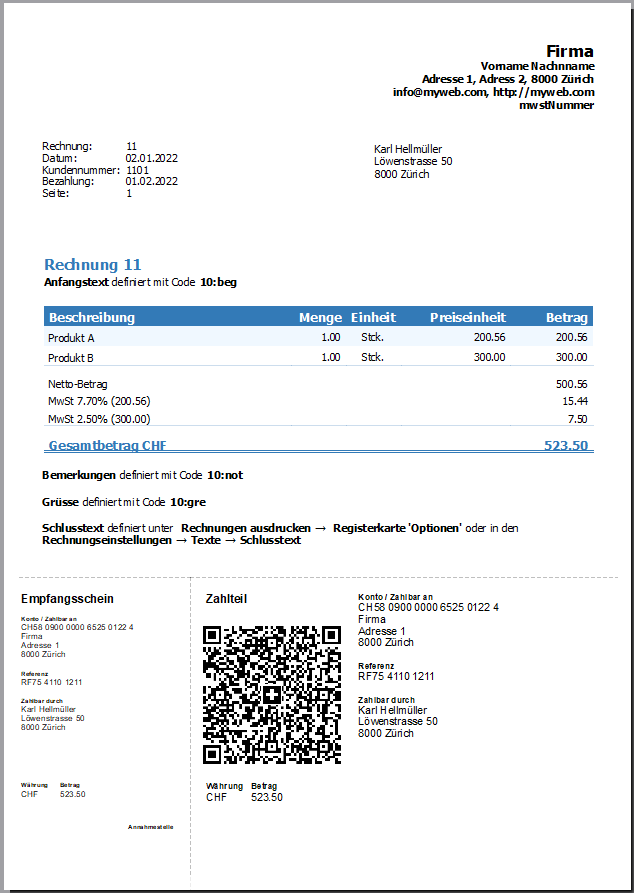 Firma
Vorname Nachnname
Adresse 1, Adress 2, 8000 Zürich
info@myweb.com, http://myweb.com
mwstNummer
Rechnung: 11
Datum: 02.01.2022
Kundennummer: 1101
Bezahlung: 01.02.2022
Seite: 1
Karl Hellmüller
Löwenstrasse 50
8000 Zürich
Rechnung 11
Anfangstext definiert mit Code 10:beg
Beschreibung Menge Einheit Preiseinheit Betrag
Produkt A 1.00 Stck. 200.56 200.56
Produkt B 1.00 Stck. 300.00 300.00
Netto-Betrag 500.56
MwSt 7.70% (200.56) 15.44
MwSt 2.50% (300.00) 7.50
Gesamtbetrag CHF 523.50
Bemerkungen definiert mit Code 10:not
Grüsse definiert mit Code 10:gre
Schlusstext definiert unter Rechnungen ausdrucken → Registerkarte 'Optionen' oder in den
Rechnungseinstellungen → Texte → Schlusstext
Empfangsschein
Konto / Zahlbar an
CH58 0900 0000 6525 0122 4
Firma
Adresse 1
8000 Zürich
Referenz
RF75 4110 1211
Zahlbar durch
Karl Hellmüller
Löwenstrasse 50
8000 Zürich
Währung Betrag
CHF 523.50
Annahmestelle
Zahlteil
Währung Betrag
CHF 523.50
Konto / Zahlbar an
CH58 0900 0000 6525 0122 4
Firma
Adresse 1
8000 Zürich
Referenz
RF75 4110 1211
Zahlbar durch
Karl Hellmüller
Löwenstrasse 50
8000 Zürich